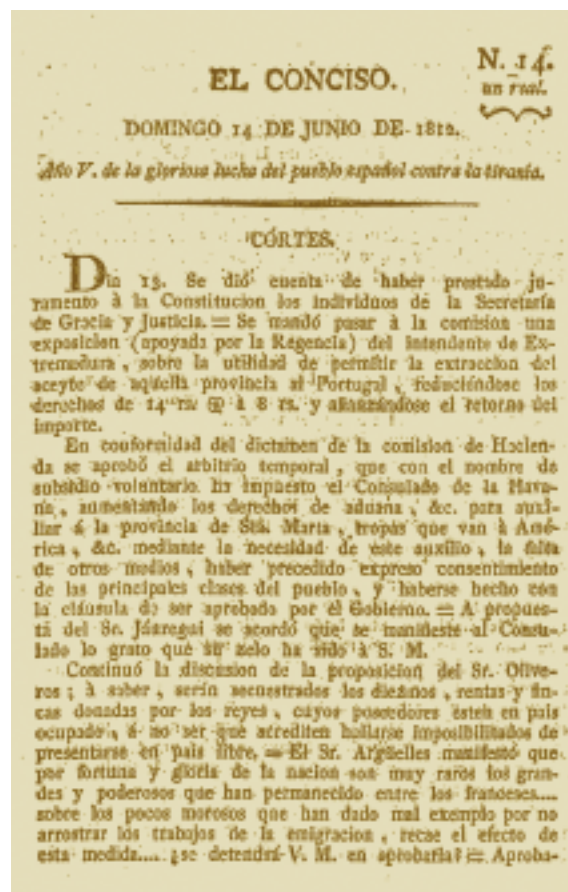 N. 14.
un real.
EL CONCISO.
DOMINGO 14 DE JUNIO DE 1812.
Año V. de la gloriosa lucha del pueblo español contra la tiranía.
CÓRTES.
Dia 13. Se dió cuenta de haber prestado ju-
ramento à la Constitucion los individuos de la Secretaría
de Gracia y Justicia. = Se mandó pasar à la comision una
exposicion (apoyada por la Regencia) del intendente de Ex-
tremadura, sobre la utilidad de permitir la extraccion del
aceyte de aquella provincia al Portugal, reduciéndose los
derechos de 14 rs. @ à 8 rs. y afianzándose el retorno del
importe.
En conformidad del dictamen de la comision de Hacien-
da se aprobó el arbitrio temporal, que con el nombre de
subsidio voluntario ha impuesto el Consulado de la Hava-
na, aumentando los derechos de aduana, &c. para auxi-
liar á la provincia de Sta. Marta, tropas que van à Amé-
rica, &c. mediante la necesidad de este auxilio, la falta
de otros medios, haber precedido expreso consentimiento
de las principales clases del pueblo, y haberse hecho con
la cláusula de ser aprobado por el Gobierno. = A propues-
ta del Sr. Jáuregui se acordó que se manifieste al Consu-
lado lo grato que su zelo ha sido à S. M.
Continuó la discusion de la proposicion del Sr. Olive-
ros; à saber, serán secuestrados los diezmos, rentas y fin-
cas donadas por los reyes, cuyos poseedores esten en pais
ocupado, á no ser que acrediten hallarse imposibilitados de
presentarse en pais libre. = El Sr. Argüelles manifestó que
por fortuna y gloria de la nacion son muy raros los gran-
des y poderosos que han permanecido entre los franceses....
sobre los pocos morosos que han dado mal exemplo por no
arrostrar los trabajos de la emigracion, recae el efecto de
esta medida.... ¿se detendrá V. M. en aprobarla? = Aproba-